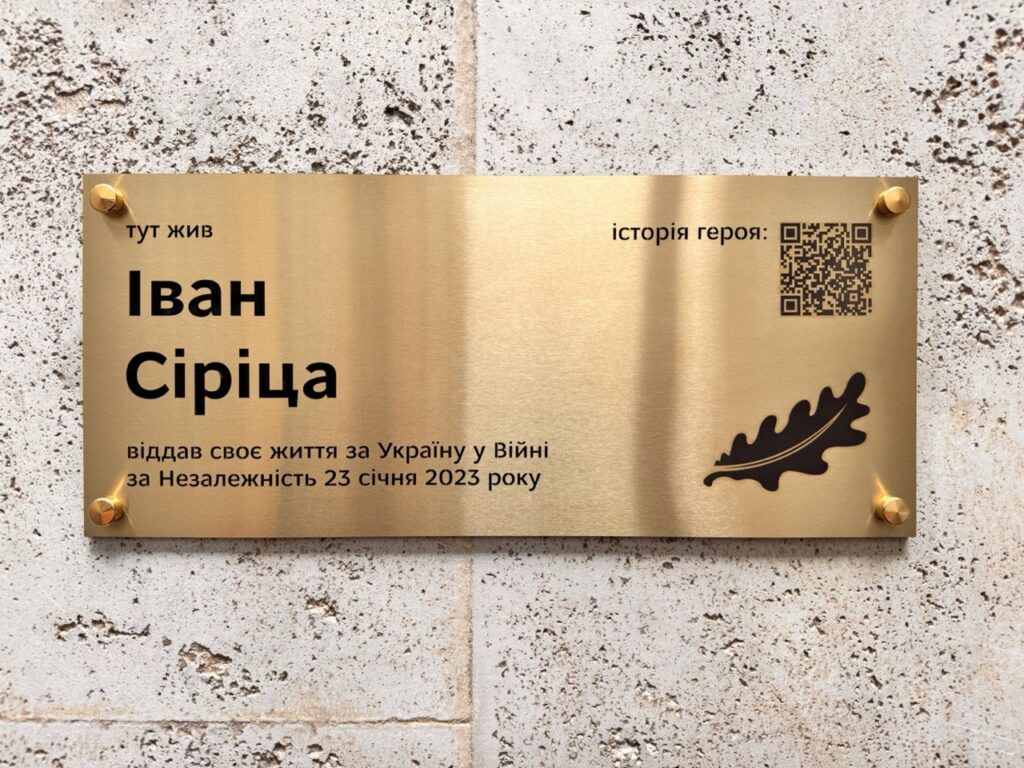 тут жив
Іван
Сіріца
віддав своє життя за Україну у Війні
за Незалежність 23 січня 2023 року
історія героя: